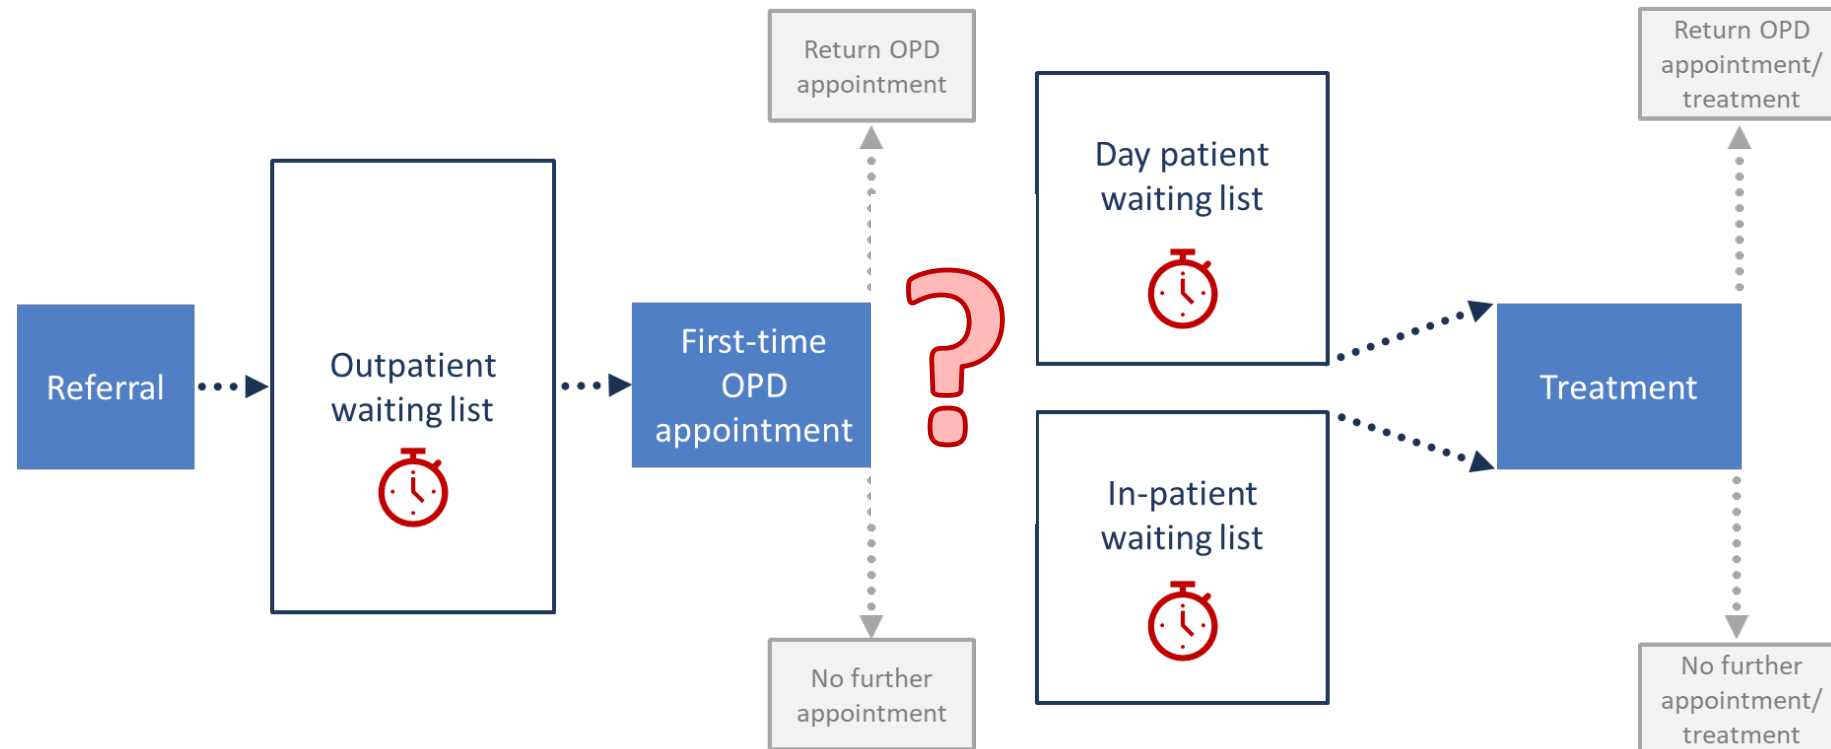 Referral
Outpatient
waiting list
First-time
OPD
appointment
Return OPD
appointment
No further
appointment
?
Day patient
waiting list
In-patient
waiting list
Treatment
Return OPD
appointment/
treatment
No further
appointment/
treatment